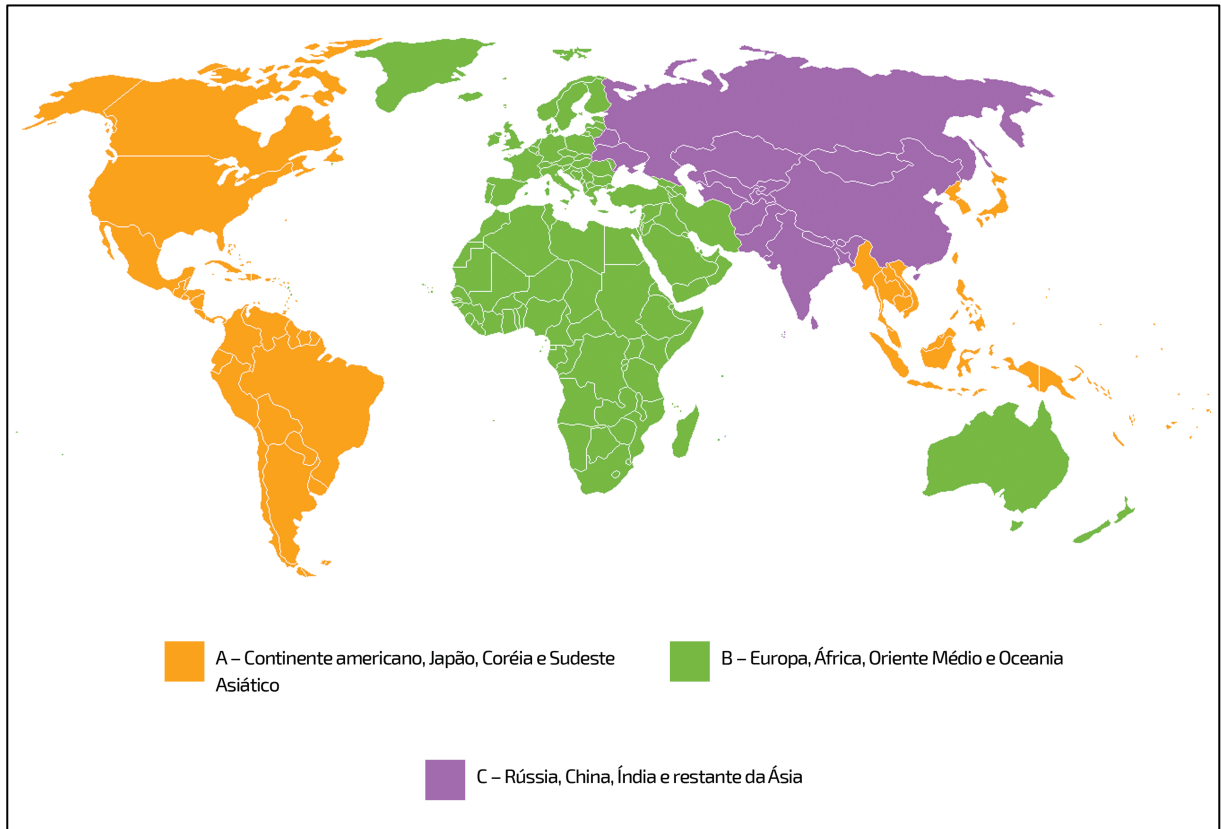 A – Continente americano, Japão, Coréia e Sudeste
Asiático
B – Europa, África, Oriente Médio e Oceania
C – Rússia, China, Índia e restante da Ásia